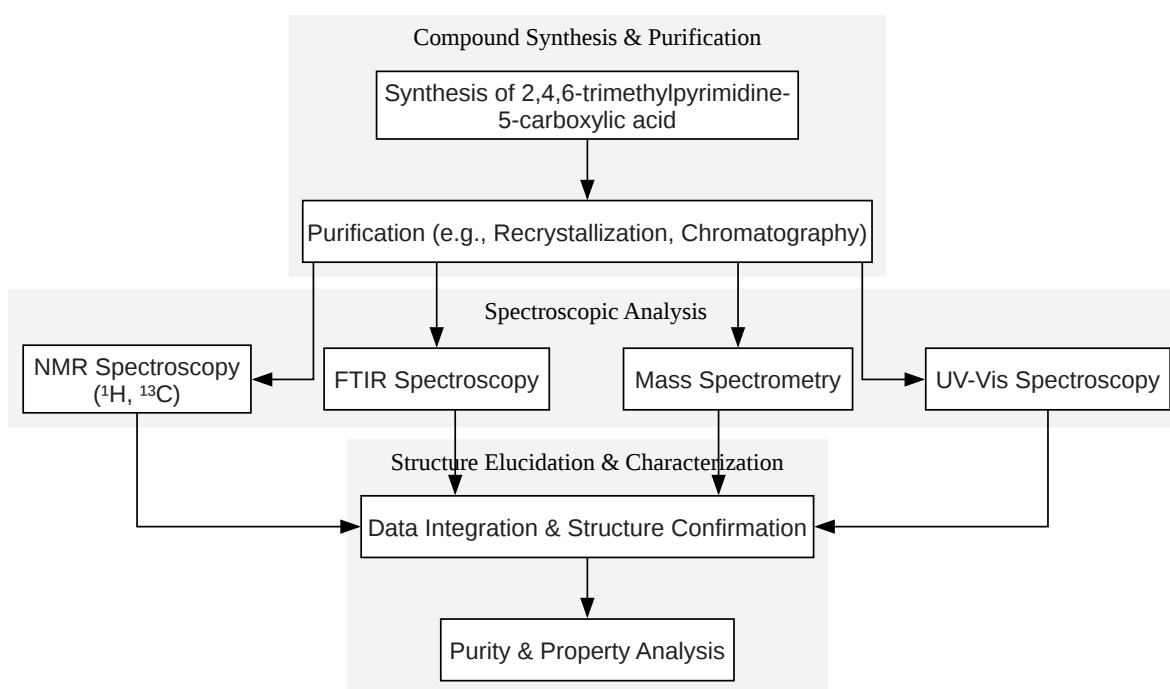 Compound Synthesis & Purification
Synthesis of 2,4,6-trimethylpyrimidine-
5-carboxylic acid
Purification (e.g., Recrystallization, Chromatography)
Spectroscopic Analysis
NMR Spectroscopy
(¹H, ¹³C)
FTIR Spectroscopy
Mass Spectrometry
UV-Vis Spectroscopy
Structure Elucidation & Characterization
Data Integration & Structure Confirmation
Purity & Property Analysis